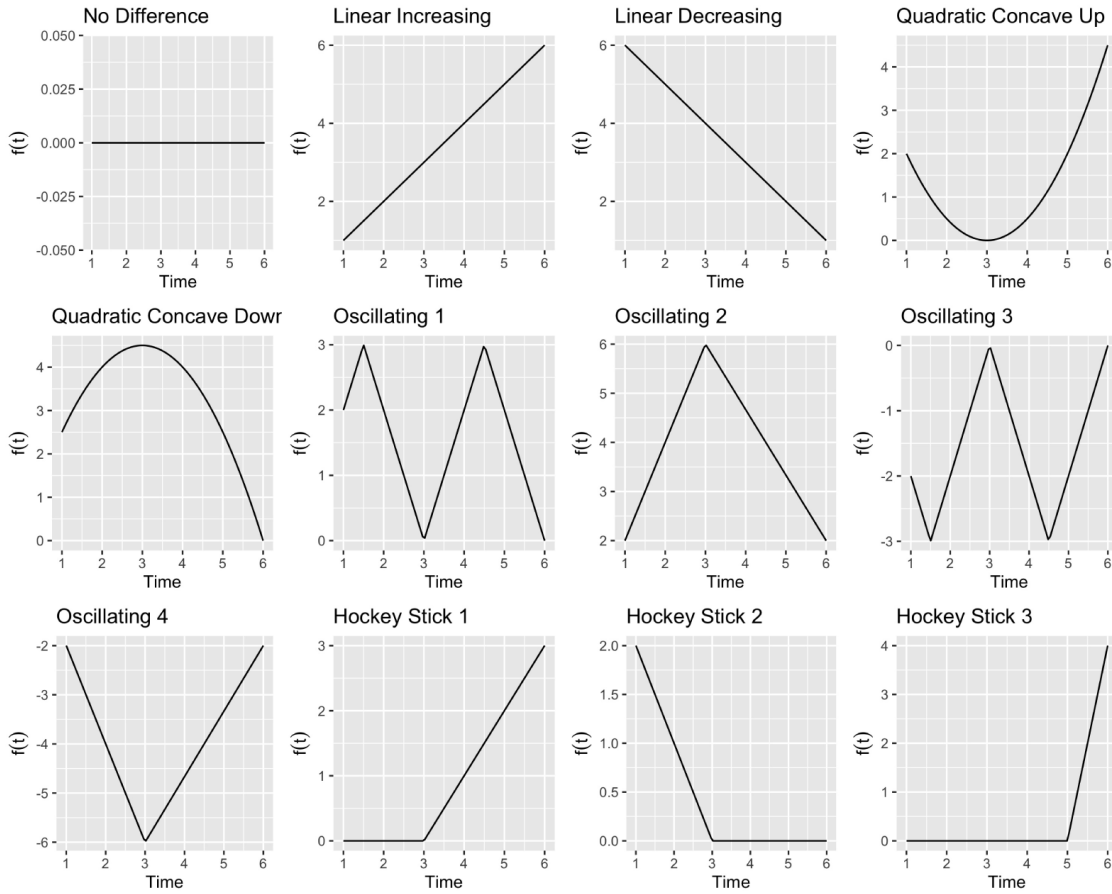 No Difference
0.050
0.025
0.000
-0.025
-0.050
f(t)
1 2 3 4 5 6
Time
Linear Increasing
6
4
2
f(t)
1 2 3 4 5 6
Time
Linear Decreasing
6
4
2
f(t)
1 2 3 4 5 6
Time
Quadratic Concave Up
4
3
2
1
0
f(t)
1 2 3 4 5 6
Time
Quadratic Concave Dowr
4
3
2
1
0
f(t)
1 2 3 4 5 6
Time
Oscillating 1
3
2
1
0
f(t)
1 2 3 4 5 6
Time
Oscillating 2
6
5
4
3
2
f(t)
1 2 3 4 5 6
Time
Oscillating 3
0
-1
-2
-3
f(t)
1 2 3 4 5 6
Time
Oscillating 4
-2
-3
-4
-5
-6
f(t)
1 2 3 4 5 6
Time
Hockey Stick 1
3
2
1
0
f(t)
1 2 3 4 5 6
Time
Hockey Stick 2
2.0
1.5
1.0
0.5
0.0
f(t)
1 2 3 4 5 6
Time
Hockey Stick 3
4
3
2
1
0
f(t)
1 2 3 4 5 6
Time